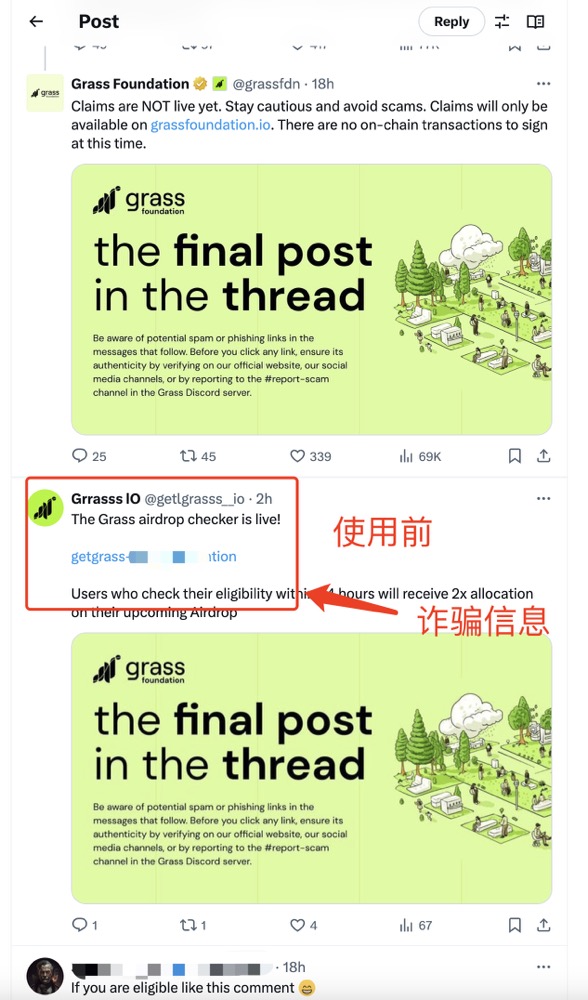 Post
Reply
Grass Foundation @grassfdn · 18h
Claims are NOT live yet. Stay cautious and avoid scams. Claims will only be
available on grassfoundation.io. There are no on-chain transactions to sign
at this time.
grass
grass
foundation
the final post
in the thread
Be aware of potential spam or phishing links in the
messages that follow. Before you click any link, ensure its
authenticity by verifying on our official website, our social
media channels, or by reporting to the #report-scam
channel in the Grass Discord server.
25
45
339
69K
Grrasss IO @getlgrasss__io · 2h
The Grass airdrop checker is live!
使用前
getgrass-
tion
Users who check their eligibility within hours will receive 2x allocation
on their upcoming Airdrop
诈骗信息
grass
foundation
the final post
in the thread
Be aware of potential spam or phishing links in the
messages that follow. Before you click any link, ensure its
authenticity by verifying on our official website, our social
media channels, or by reporting to the #report-scam
channel in the Grass Discord server.
1
1
4
67
· 18h
If you are eligible like this comment